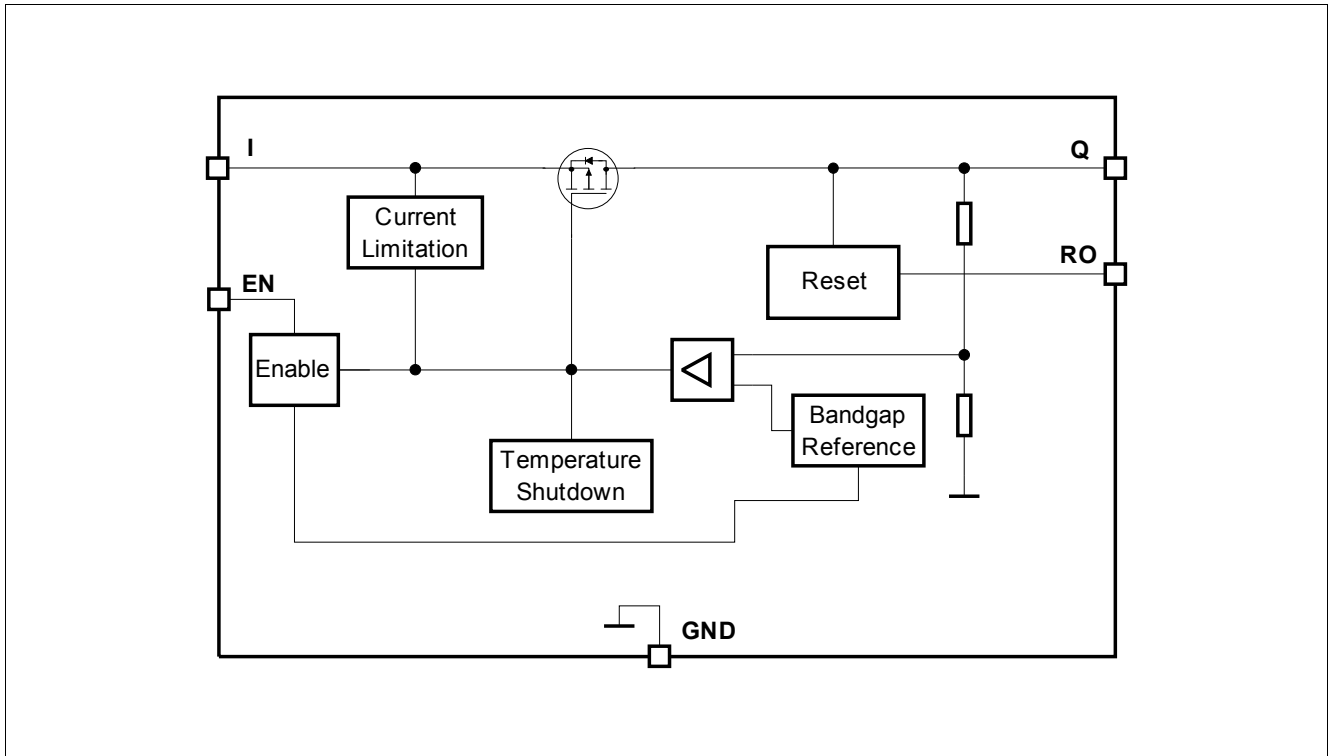 I
Q
Current
Limitation
RO
Reset
EN
Enable
Bandgap
Reference
Temperature
Shutdown
GND